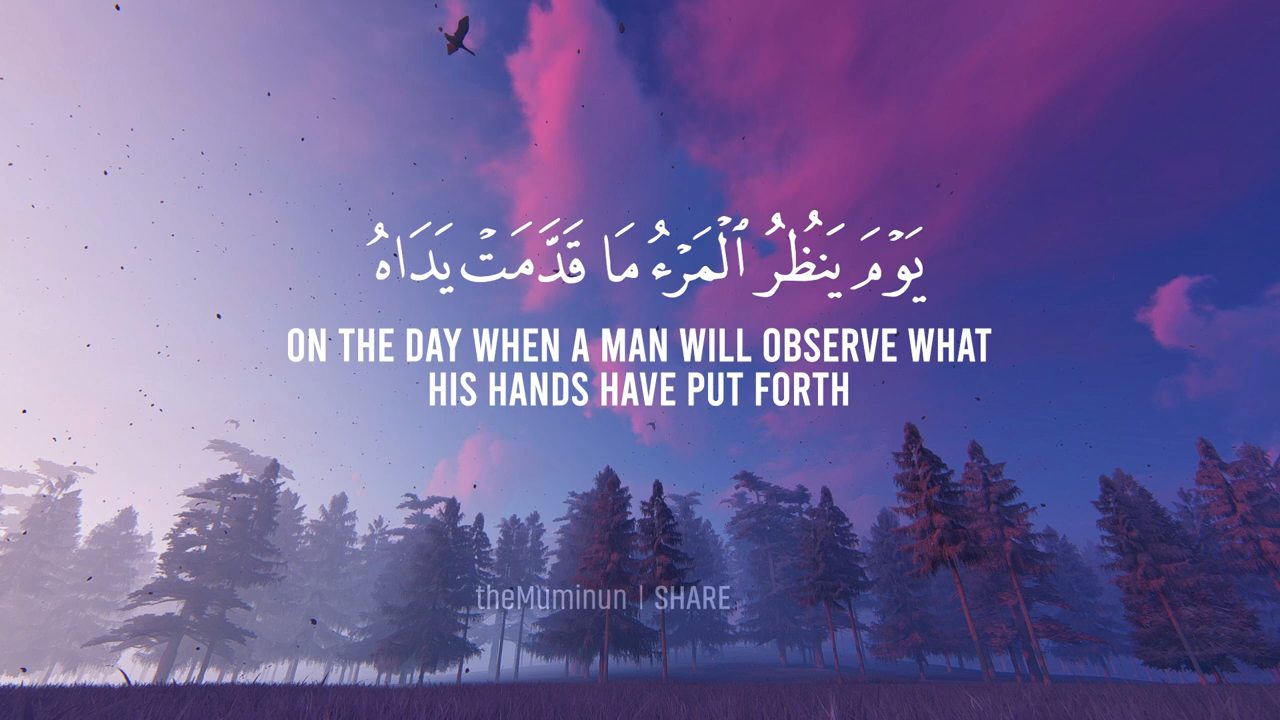 يَوْمَ يَنظُرُ ٱلْمَرْءُ مَا قَدَّمَتْ يَدَاهُ
ON THE DAY WHEN A MAN WILL OBSERVE WHAT
HIS HANDS HAVE PUT FORTH
theMuminun | SHARE